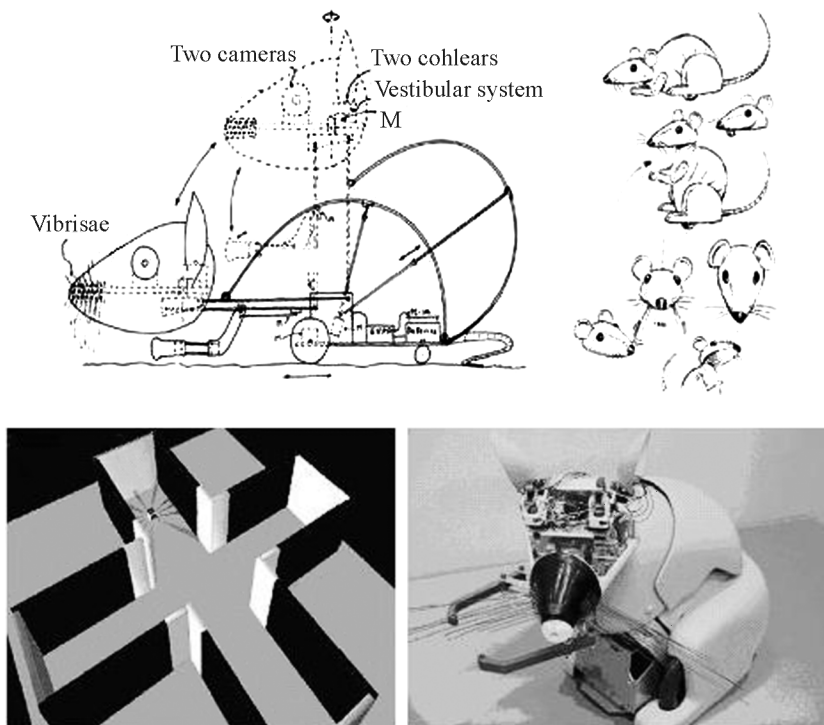 Two cameras
Two cohlears
Vestibular system
M
Vibrisae